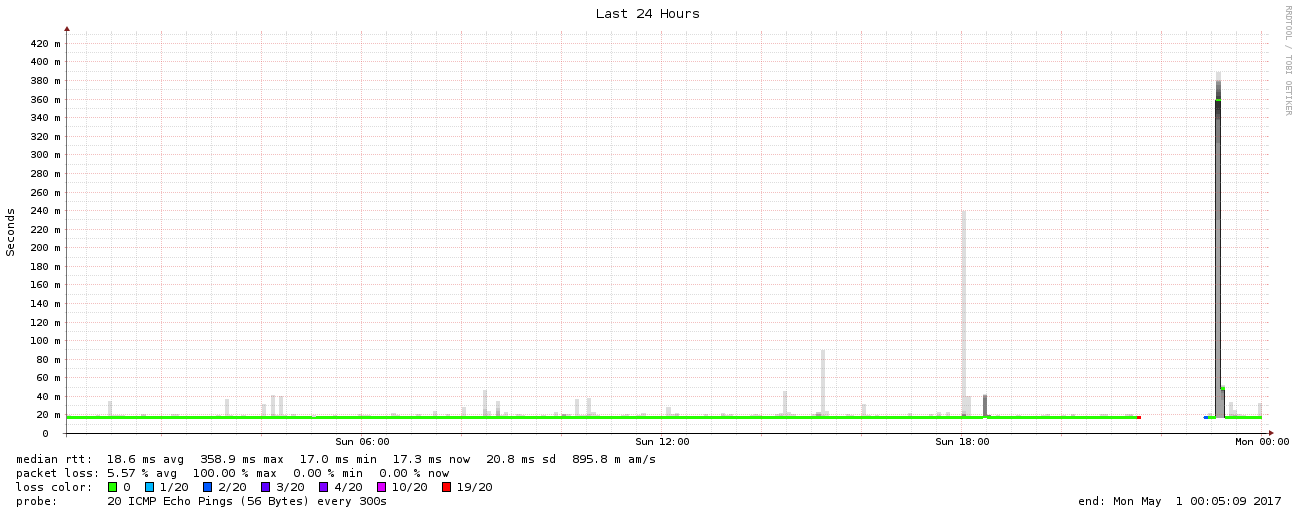 Last 24 Hours
RRDTOOL / TOBI OETIKER
Seconds
420 m
400 m
380 m
360 m
340 m
320 m
300 m
280 m
260 m
240 m
220 m
200 m
180 m
160 m
140 m
120 m
100 m
80 m
60 m
40 m
20 m
0
Sun 06:00 Sun 12:00 Sun 18:00 Mon 00:00
median rtt: 18.6 ms avg 358.9 ms max 17.0 ms min 17.3 ms now 20.8 ms sd 895.8 m am/s
packet loss: 5.57 % avg 100.00 % max 0.00 % min 0.00 % now
loss color: 0 1/20 2/20 3/20 4/20 10/20 19/20
probe: 20 ICMP Echo Pings (56 Bytes) every 300s end: Mon May 1 00:05:09 2017